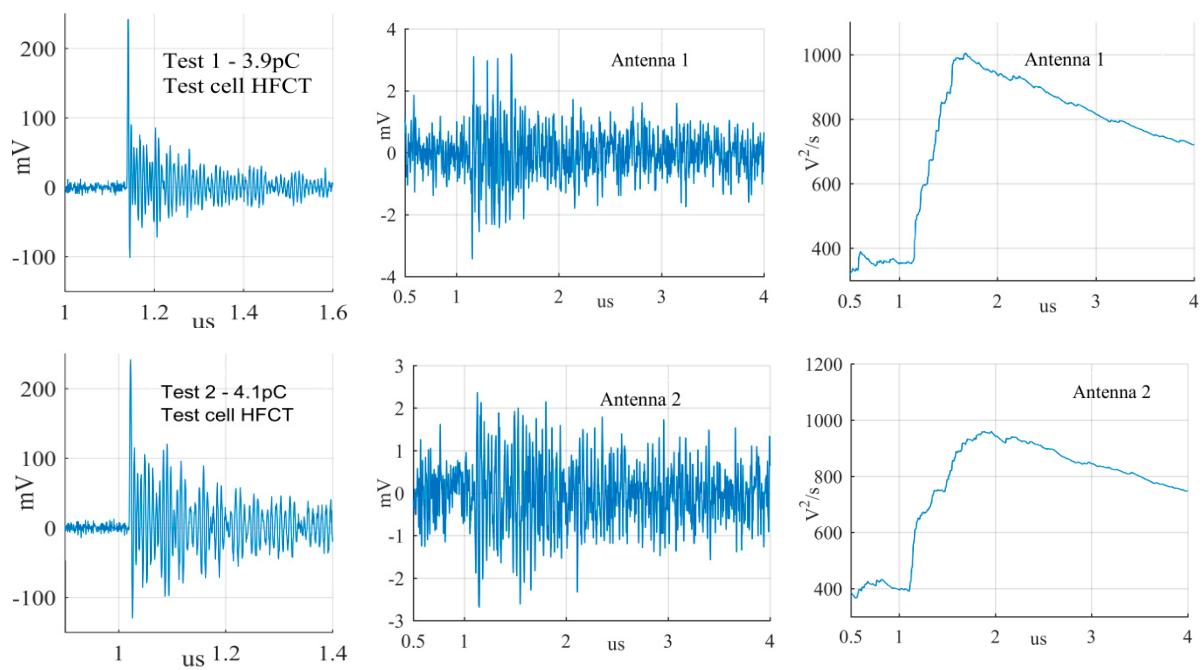 200
100
0
-100
mV
Test 1 - 3.9pC
Test cell HFCT
1
1.2
1.4
1.6
us
4
2
0
-2
-4
mV
Antenna 1
0.5
1
2
3
4
us
1000
800
600
400
V²/s
Antenna 1
0.5
1
2
3
4
us
200
100
0
-100
mV
Test 2 - 4.1pC
Test cell HFCT
1
1.2
1.4
us
3
2
1
0
-1
-2
-3
mV
Antenna 2
0.5
1
2
3
4
us
1200
1000
800
600
400
V²/s
Antenna 2
0.5
1
2
3
4
us